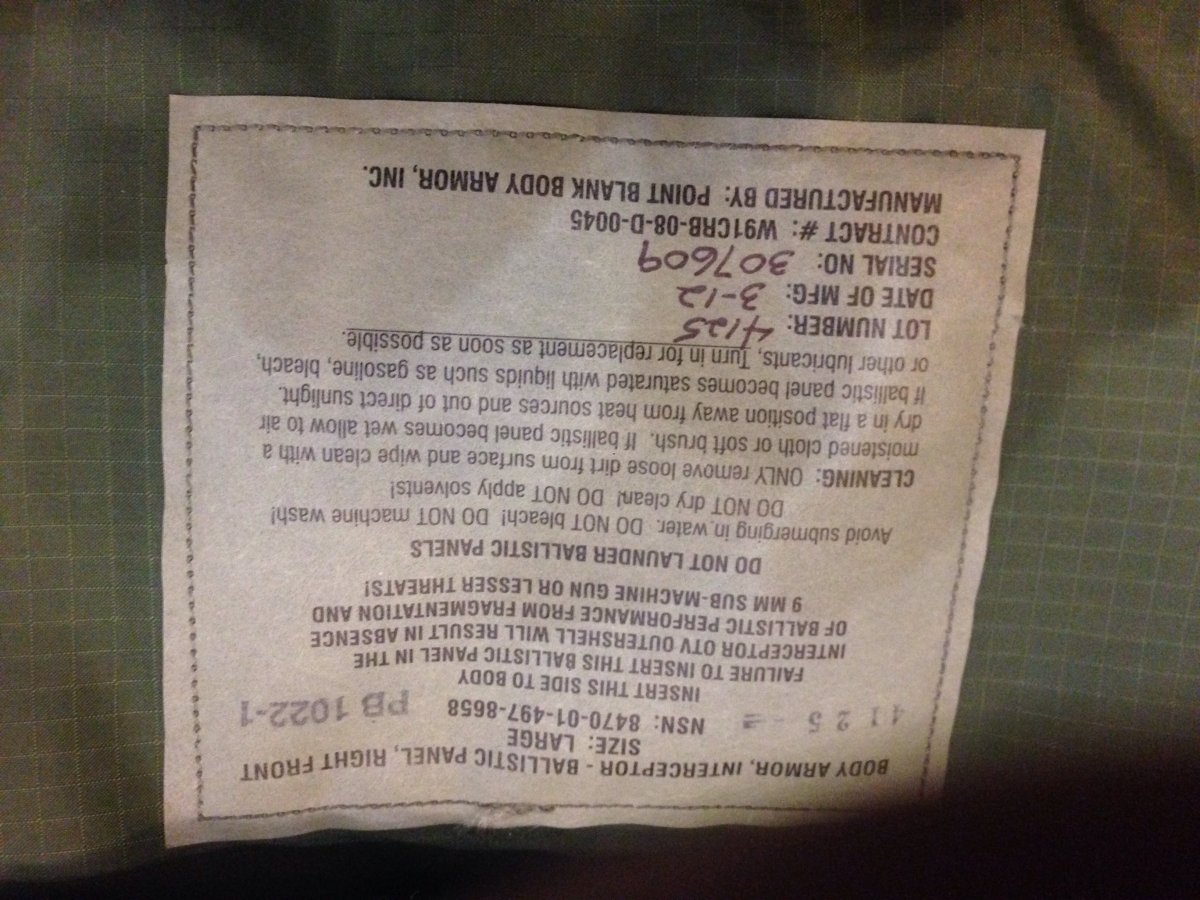 BODY ARMOR, INTERCEPTOR - BALLISTIC PANEL, RIGHT FRONT
SIZE: LARGE
4125 - NSN: 8470-01-497-8658 PB 1022-1
INSERT THIS SIDE TO BODY
FAILURE TO INSERT THIS BALLISTIC PANEL IN THE
INTERCEPTOR OTV OUTERSHELL WILL RESULT IN ABSENCE
OF BALLISTIC PERFORMANCE FROM FRAGMENTATION AND
9 MM SUB-MACHINE GUN OR LESSER THREATS!
DO NOT LAUNDER BALLISTIC PANELS
Avoid submerging in water. DO NOT bleach! DO NOT machine wash!
DO NOT dry clean! DO NOT apply solvents!
CLEANING: ONLY remove loose dirt from surface and wipe clean with a
moistened cloth or soft brush. If ballistic panel becomes wet allow to air
dry in a flat position away from heat sources and out of direct sunlight.
If ballistic panel becomes saturated with liquids such as gasoline, bleach,
or other lubricants, Turn in for replacement as soon as possible.
LOT NUMBER: 4125
DATE OF MFG: 3-12
SERIAL NO: 307609
CONTRACT #: W91CRB-08-D-0045
MANUFACTURED BY: POINT BLANK BODY ARMOR, INC.